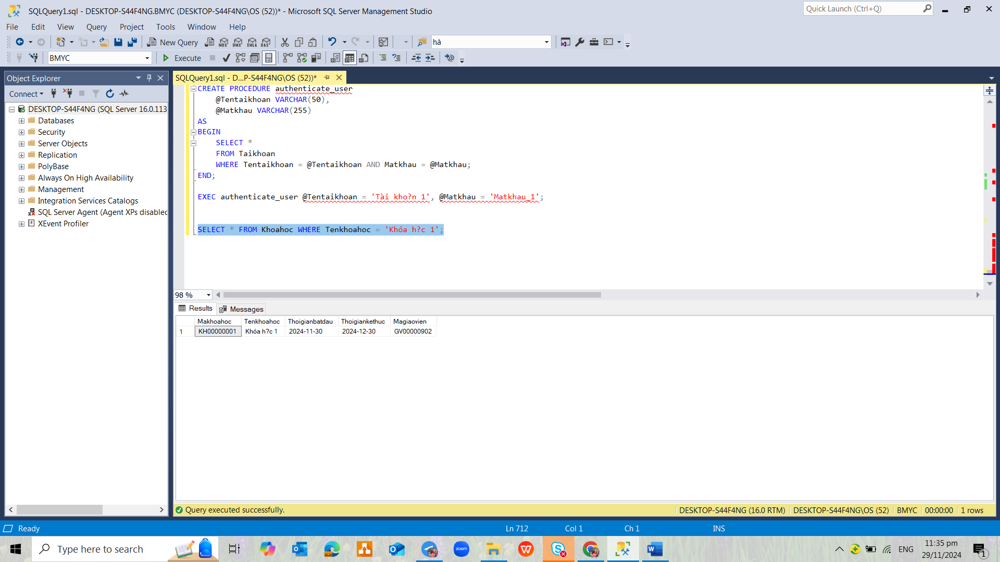 SQLQuery1.sql - DESKTOP-S44F4NG.BMYC (DESKTOP-S44F4NG\OS (52))* - Microsoft SQL Server Management Studio
Quick Launch (Ctrl+Q)
File Edit View Query Project Tools Window Help
New Query
MDX DMX XMLA DAX
hà
BMYC
Execute
Object Explorer
SQLQuery1.sql - D...P-S44F4NG\OS (52))*
Connect
DESKTOP-S44F4NG (SQL Server 16.0.113
Databases
Security
Server Objects
Replication
PolyBase
Always On High Availability
Management
Integration Services Catalogs
SQL Server Agent (Agent XPs disabled
XEvent Profiler
CREATE PROCEDURE authenticate_user
@Tentaikhoan VARCHAR(50),
@Matkhau VARCHAR(255)
AS
BEGIN
SELECT *
FROM Taikhoan
WHERE Tentaikhoan = @Tentaikhoan AND Matkhau = @Matkhau;
END;
EXEC authenticate_user @Tentaikhoan = 'Tài kho?n 1', @Matkhau = 'Matkhau_1';
SELECT * FROM Khoahoc WHERE Tenkhoahoc = 'Khóa h?c 1';
98 %
Results Messages
Makhoahoc Tenkhoahoc Thoigianbatdau Thoigiankethuc Magiaovien
1 KH00000001 Khóa h?c 1 2024-11-30 2024-12-30 GV00000902
Query executed successfully.
DESKTOP-S44F4NG (16.0 RTM) DESKTOP-S44F4NG\OS (52) BMYC 00:00:00 1 rows
Ready
Ln 712 Col 1 Ch 1 INS
Type here to search
zoom
ENG
11:35 pm
29/11/2024
1